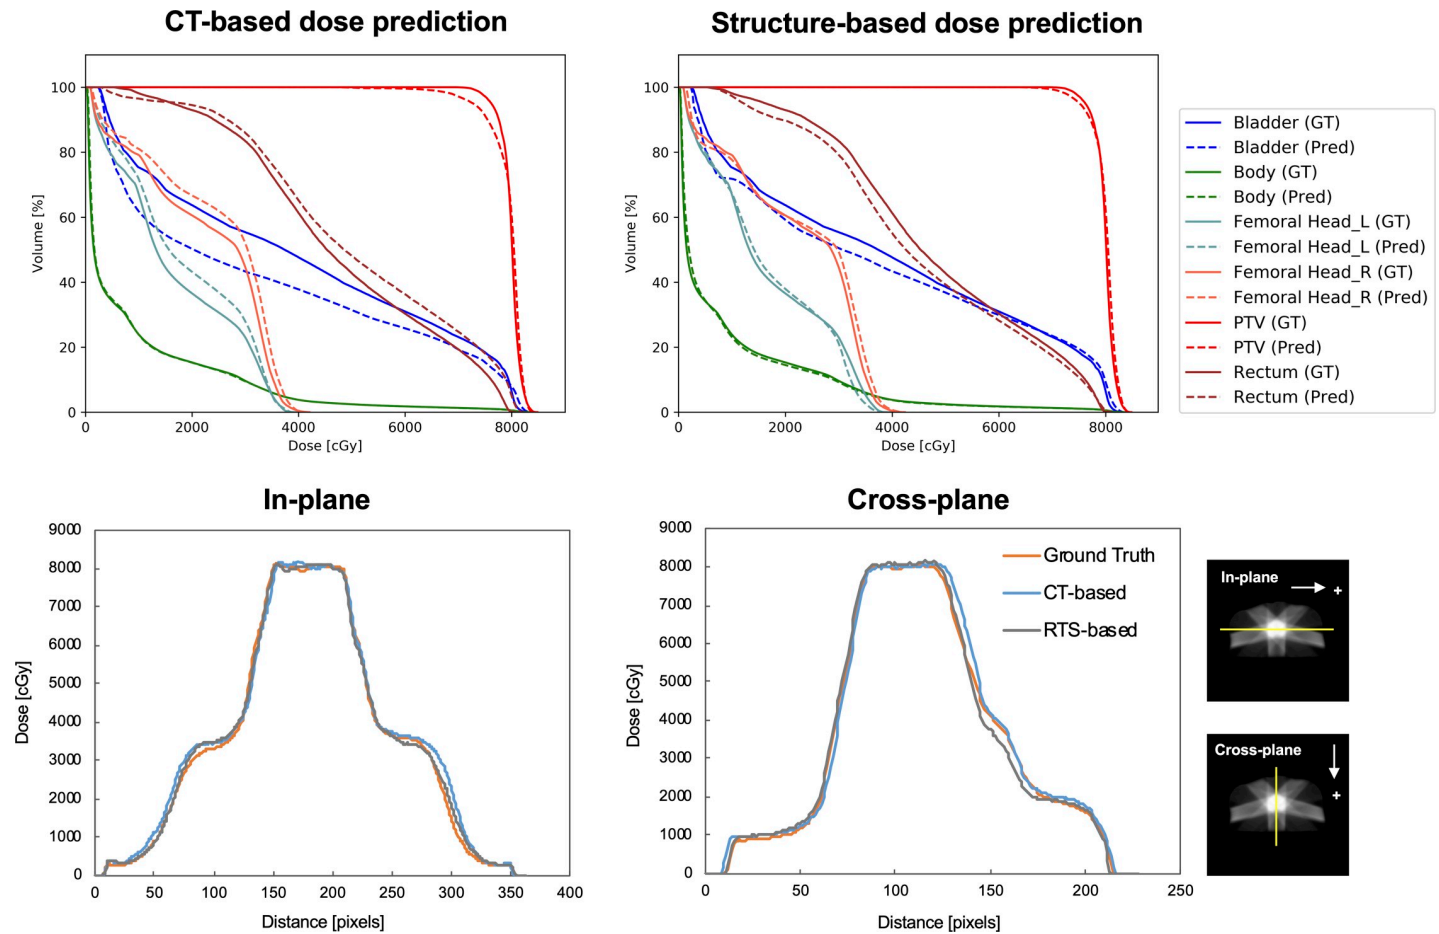 CT-based dose prediction
Structure-based dose prediction
100
80
60
40
20
0
Volume [%]
0 2000 4000 6000 8000
Dose [cGy]
100
80
60
40
20
0
Volume [%]
0 2000 4000 6000 8000
Dose [cGy]
Bladder (GT)
Bladder (Pred)
Body (GT)
Body (Pred)
Femoral Head_L (GT)
Femoral Head_L (Pred)
Femoral Head_R (GT)
Femoral Head_R (Pred)
PTV (GT)
PTV (Pred)
Rectum (GT)
Rectum (Pred)
In-plane
9000
8000
7000
6000
5000
4000
3000
2000
1000
0
Dose [cGy]
0 50 100 150 200 250 300 350 400
Distance [pixels]
Cross-plane
9000
8000
7000
6000
5000
4000
3000
2000
1000
0
Dose [cGy]
0 50 100 150 200 250
Distance [pixels]
Ground Truth
CT-based
RTS-based
In-plane
+
Cross-plane
+